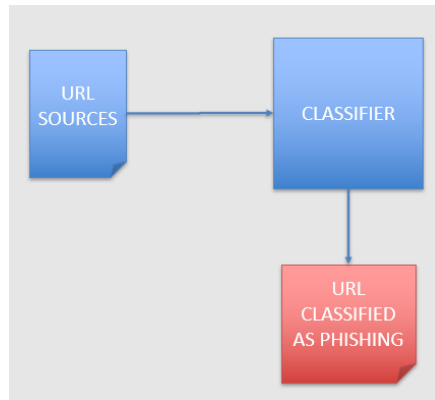 URL
SOURCES
CLASSIFIER
URL
CLASSIFIED
AS PHISHING